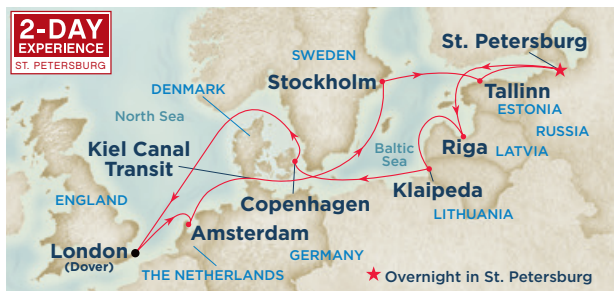 2-DAY
EXPERIENCE
ST. PETERSBURG
St. Petersburg
SWEDEN
Stockholm
DENMARK
Tallinn
ESTONIA
North Sea
RUSSIA
Kiel Canal
Transit
Baltic
Sea
Riga
LATVIA
Klaipeda
ENGLAND
Copenhagen
LITHUANIA
Amsterdam
London
(Dover)
GERMANY
THE NETHERLANDS
Overnight in St. Petersburg